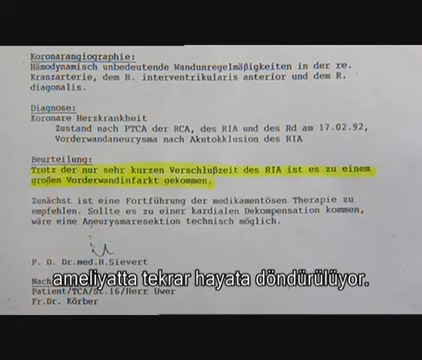 Koronarangiographie:
Hämodynamisch unbedeutende Wandunregelmäßigkeiten in der re.
Kranzarterie, dem R. interventrikularis anterior und dem R.
diagonalis.
Diagnose:
Koronare Herzkrankheit
Zustand nach PTCA der RCA, des RIA und des Rd am 17.02.92,
Vorderwandaneurysma nach Akutokklusion des RIA
Beurteilung:
Trotz der nur sehr kurzen Verschlußzeit des RIA ist es zu einem
großen Vorderwandinfarkt gekommen.
Zunächst ist eine Fortführung der medikamentösen Therapie zu
empfehlen. Sollte es zu einer kardialen Dekompensation kommen,
wäre eine Aneurysmaresektion technisch möglich.
P. D. Dr.med.H.Sievert
ameliyatta tekrar hayata döndürülüyor.
Patient/TCA/St.16/Herr Uwer
Fr.Dr. Körber